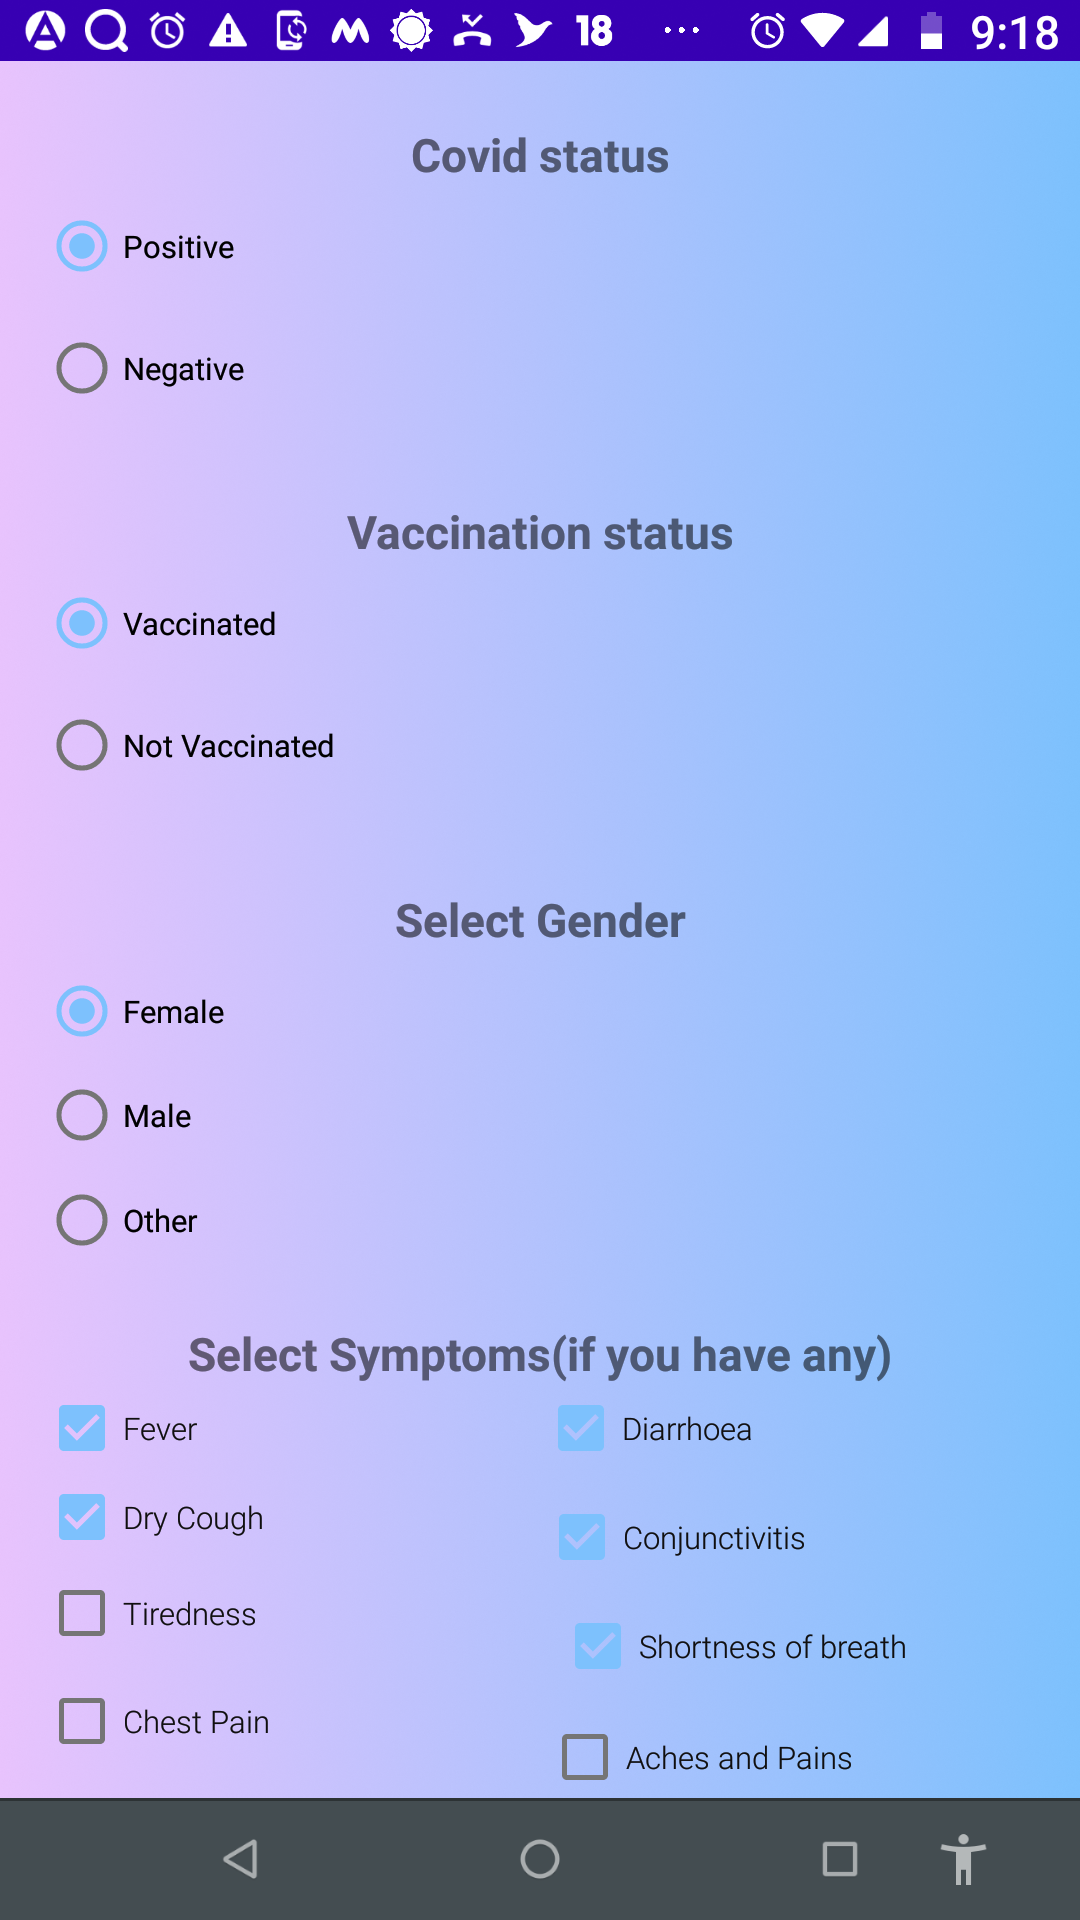 18 ... 9:18
Covid status
Positive
Negative
Vaccination status
Vaccinated
Not Vaccinated
Select Gender
Female
Male
Other
Select Symptoms(if you have any)
Fever
Diarrhoea
Dry Cough
Conjunctivitis
Tiredness
Shortness of breath
Chest Pain
Aches and Pains